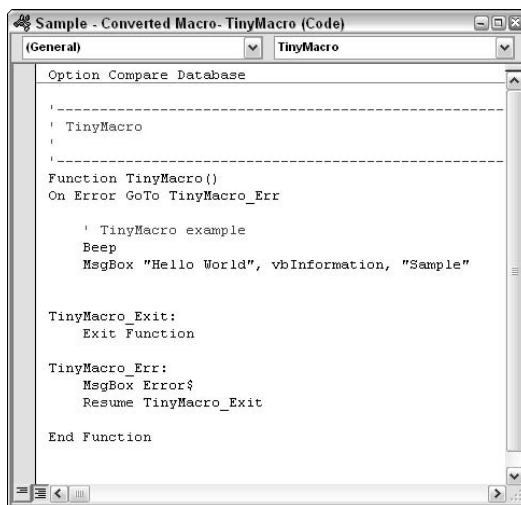 Sample - Converted Macro- TinyMacro (Code)
(General) TinyMacro
Option Compare Database
'------------------------------------------------------------
' TinyMacro
'
'------------------------------------------------------------
Function TinyMacro()
On Error GoTo TinyMacro_Err
' TinyMacro example
Beep
MsgBox "Hello World", vbInformation, "Sample"
TinyMacro_Exit:
Exit Function
TinyMacro_Err:
MsgBox Error$
Resume TinyMacro_Exit
End Function